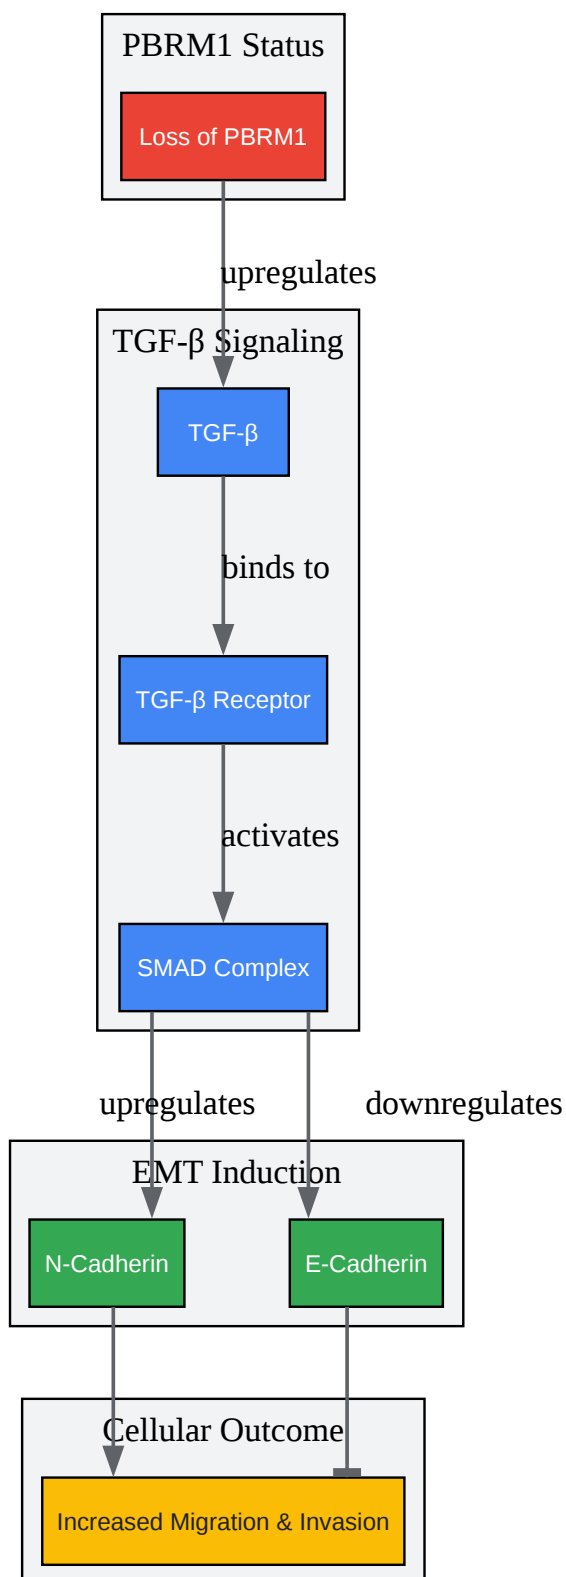 PBRM1 Status
Loss of PBRM1
upregulates
TGF-β Signaling
TGF-β
binds to
TGF-β Receptor
activates
SMAD Complex
upregulates
downregulates
EMT Induction
N-Cadherin
E-Cadherin
Cellular Outcome
Increased Migration & Invasion